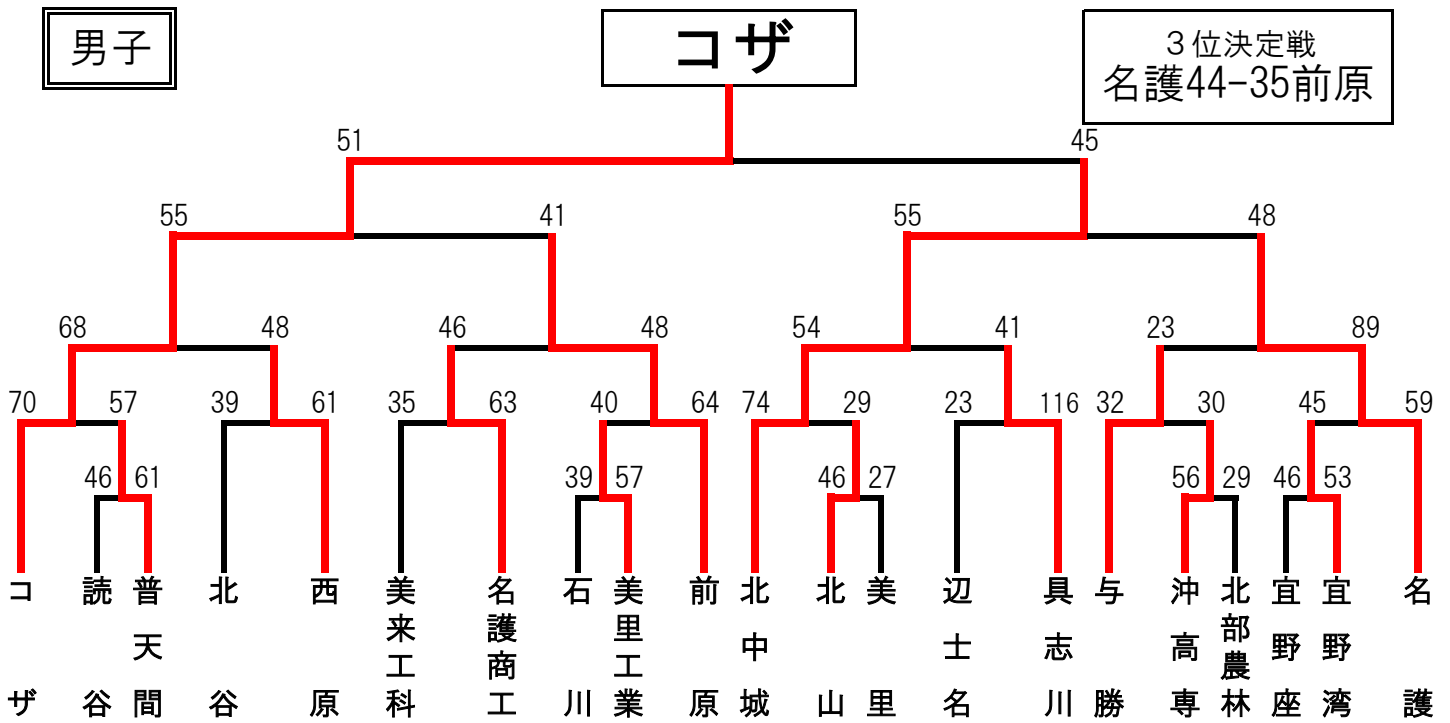 男子
コザ
３位決定戦
名護44-35前原
51 45
55 41 55 48
68 48 46 48 54 41 23 89
70 57 39 61 35 63 40 64 74 29 23 116 32 30 45 59
46 61 39 57 46 27 56 29 46 53
コザ
読谷
普天間
北谷
西原
美来工科
名護商工
石川
美里工業
前原
北中城
北山
美里
辺士名
具志川
与勝
沖高専
北部農林
宜野座
宜野湾
名護